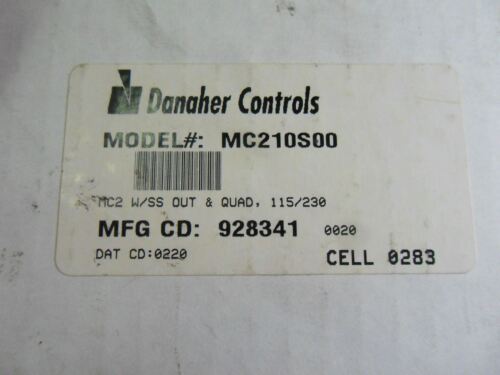 Danaher Controls
MODEL#: MC210S00
MC2 W/SS OUT & QUAD, 115/230
MFG CD: 928341 0020
DAT CD:0220 CELL 0283